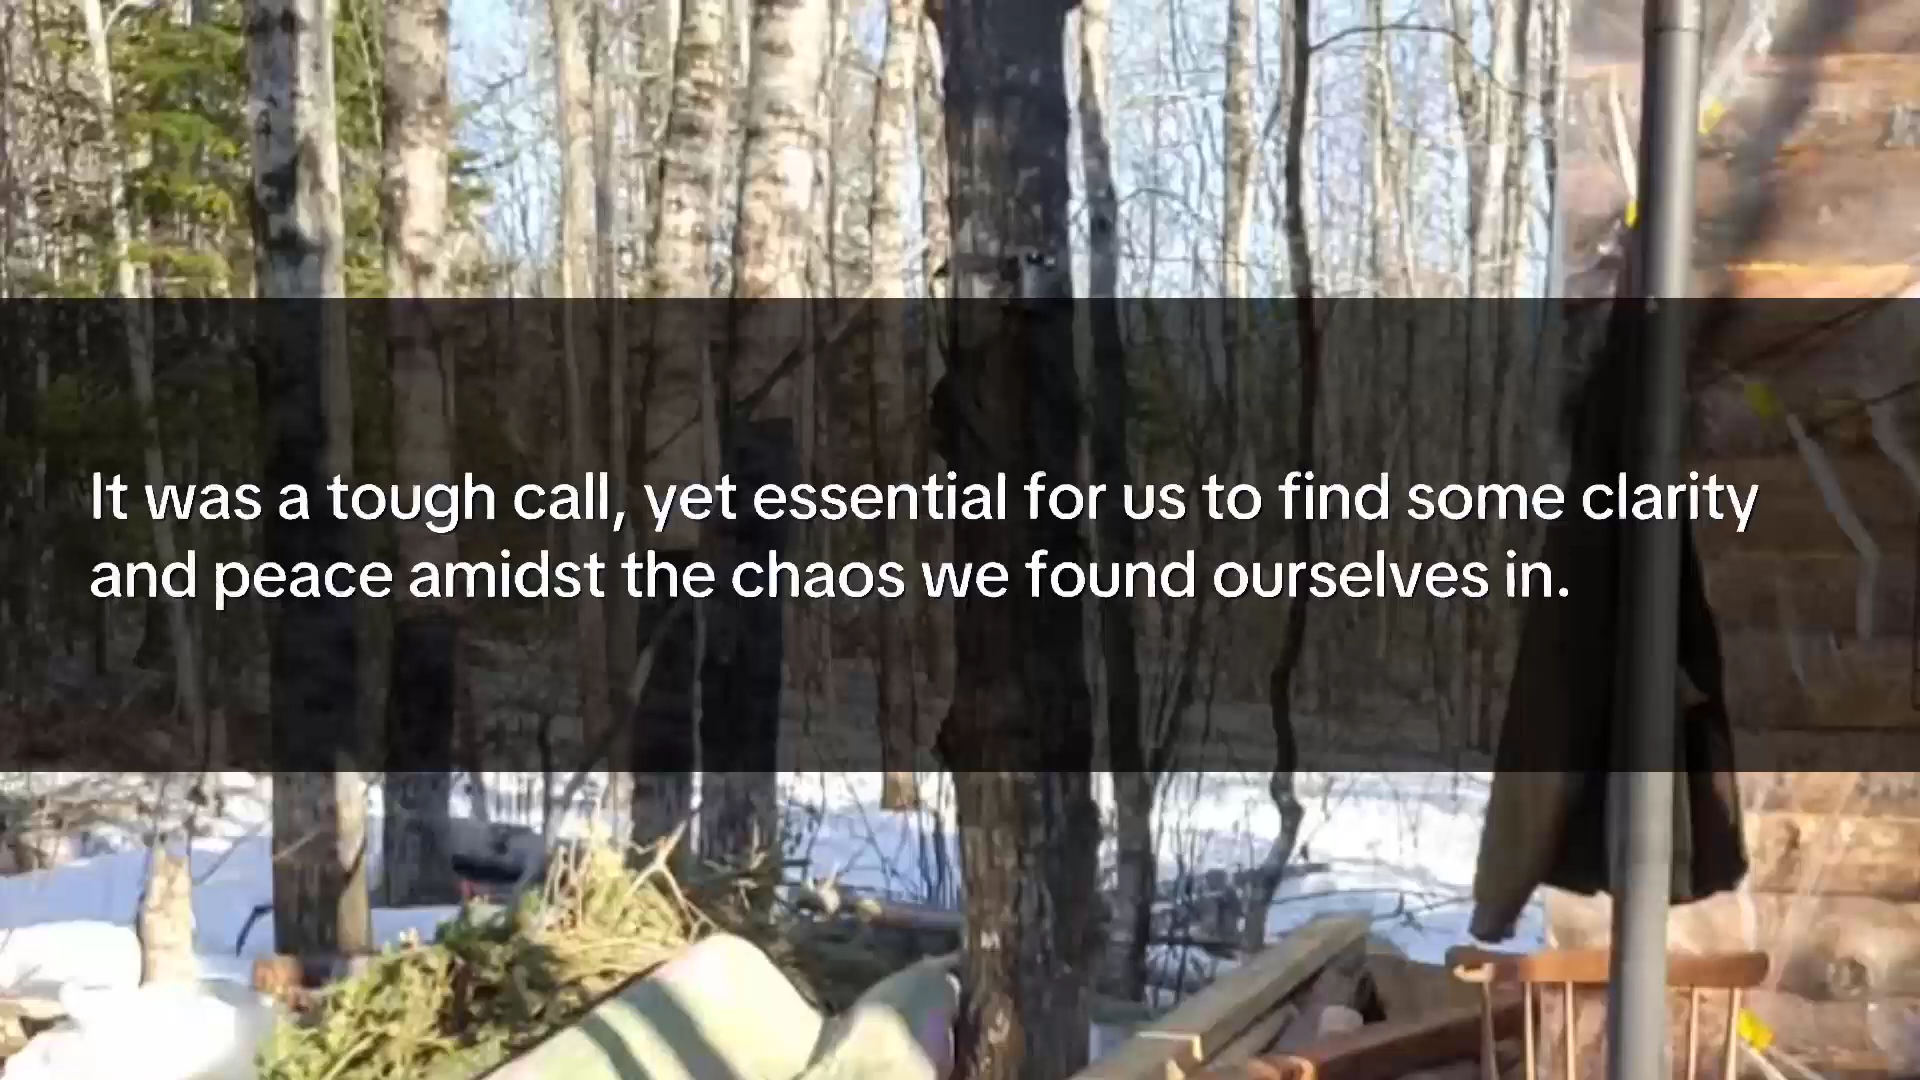 It was a tough call, yet essential for us to find some clarity
and peace amidst the chaos we found ourselves in.